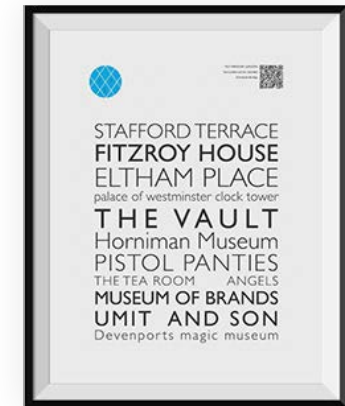 STAFFORD TERRACE
FITZROY HOUSE
ELTHAM PLACE
palace of westminster clock tower
THE VAULT
Horniman Museum
PISTOL PANTIES
THE TEA ROOM ANGELS
MUSEUM OF BRANDS
UMIT AND SON
Devenports magic museum